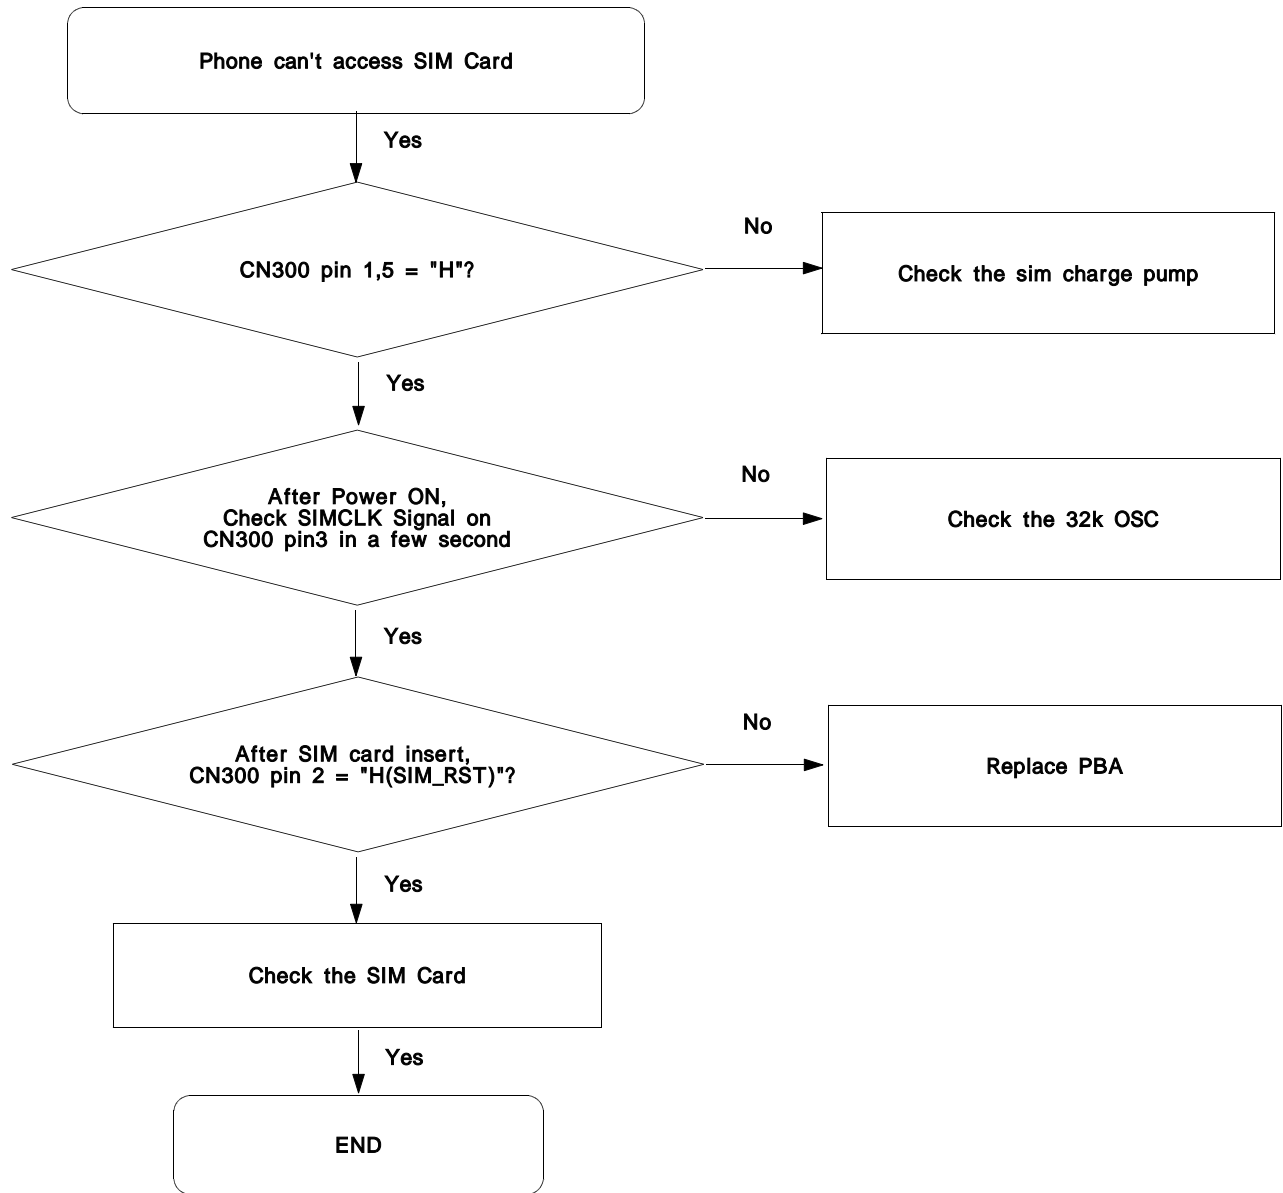 Phone can't access SIM Card
Yes
CN300 pin 1,5 = "H"?
No
Check the sim charge pump
Yes
After Power ON,
Check SIMCLK Signal on
CN300 pin3 in a few second
No
Check the 32k OSC
Yes
After SIM card insert,
CN300 pin 2 = "H(SIM_RST)"?
No
Replace PBA
Yes
Check the SIM Card
Yes
END